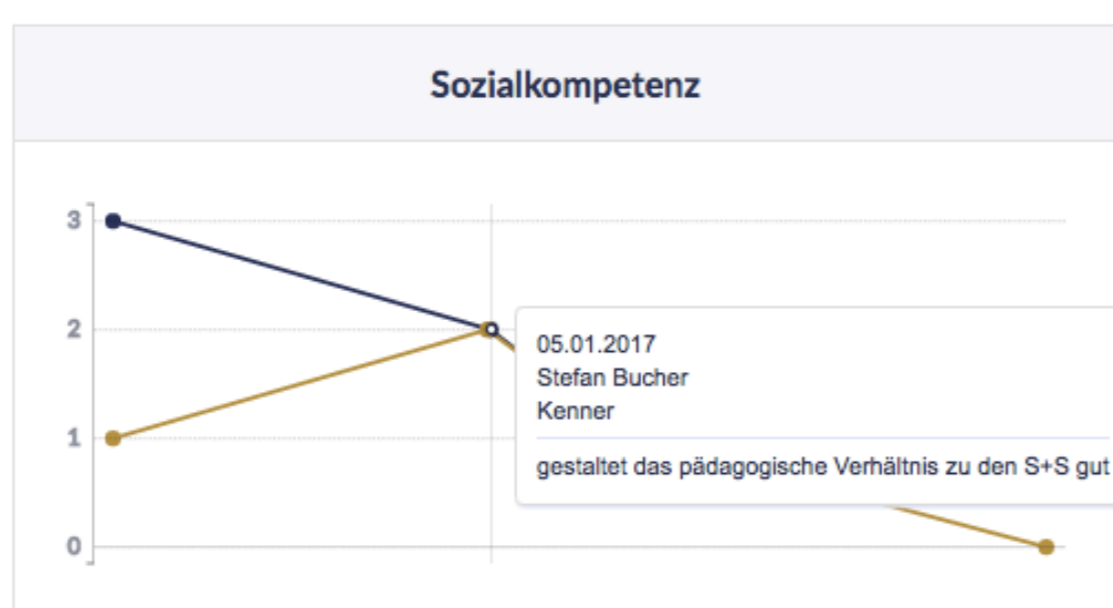 Sozialkompetenz
3
2
1
0
05.01.2017
Stefan Bucher
Kenner
gestaltet das pädagogische Verhältnis zu den S+S gut